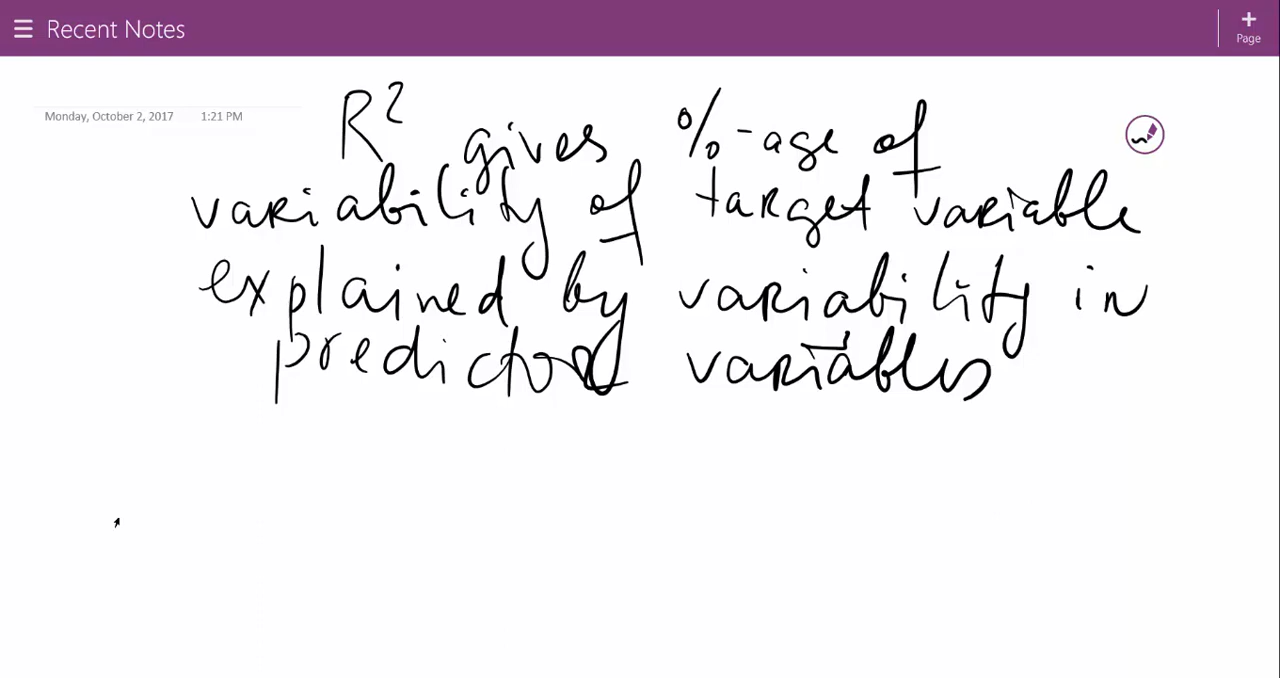 Recent Notes
+
Page
Monday, October 2, 2017 1:21 PM
R² gives %-age of
variability of target variable
explained by variability in
predictor variables